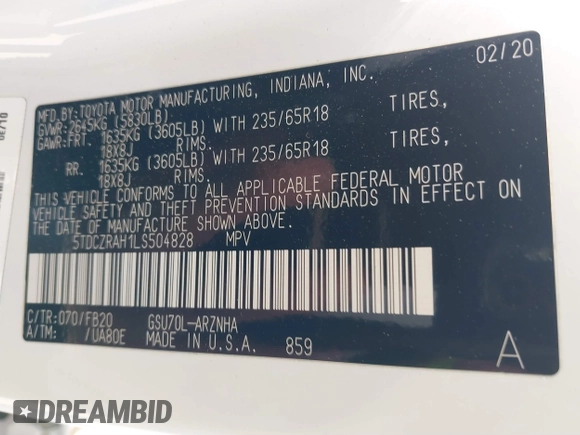 02/20
MFD.BY:TOYOTA MOTOR MANUFACTURING, INDIANA, INC.
GVWR:2645KG (5830LB)
GAWR:FRT. 1635KG (3605LB) WITH 235/65R18 TIRES,
18X8J RIMS.
RR. 1635KG (3605LB) WITH 235/65R18 TIRES,
18X8J RIMS.
THIS VEHICLE CONFORMS TO ALL APPLICABLE FEDERAL MOTOR
VEHICLE SAFETY AND THEFT PREVENTION STANDARDS IN EFFECT ON
THE DATE OF MANUFACTURE SHOWN ABOVE.
5TDCZRAH1LS504828 MPV
C/TR:070/FB20 GSU70L-ARZNHA
A/TM: /UA80E MADE IN U.S.A. 859
A
DREAMBID